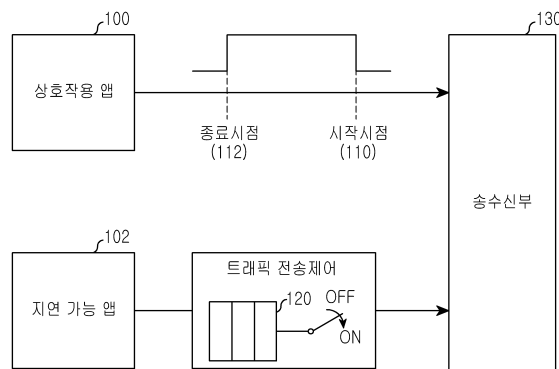 100
130
상호작용 앱
종료시점
(112)
시작시점
(110)
송수신부
102
트래픽 전송제어
지연 가능 앱
120
OFF
ON